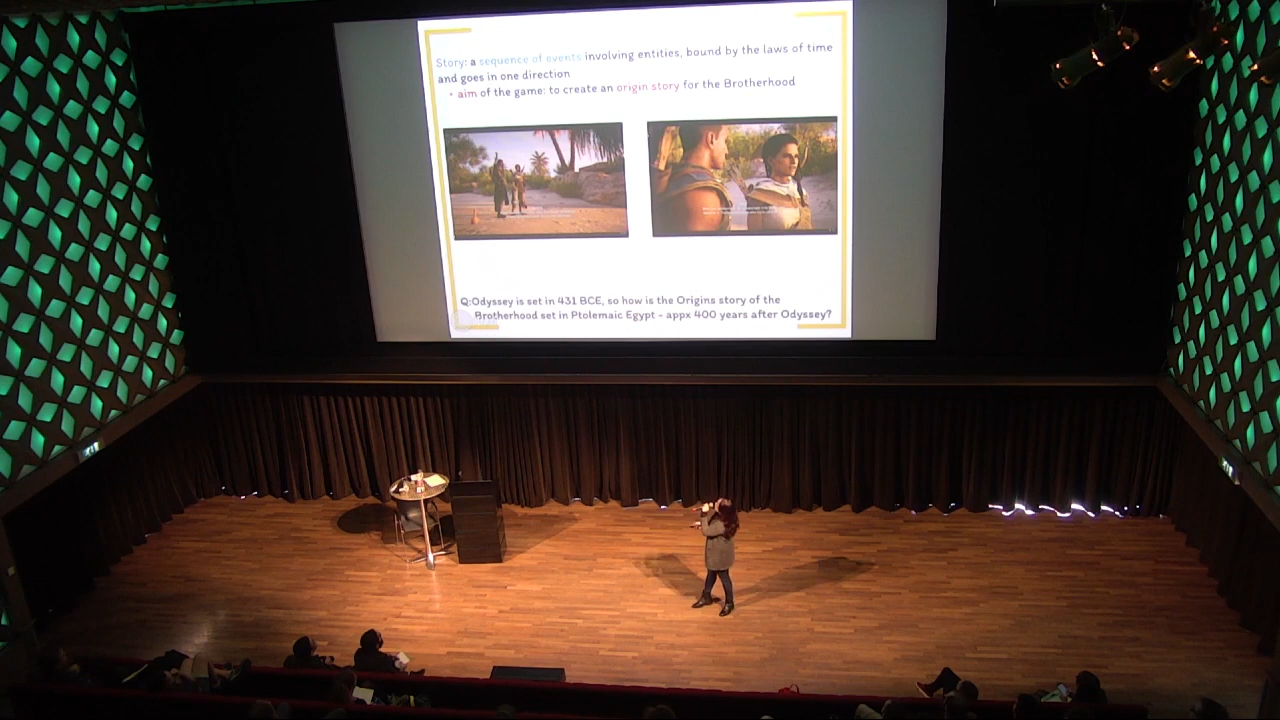 Story: a sequence of events involving entities, bound by the laws of time
and goes in one direction
• aim of the game: to create an origin story for the Brotherhood
Q:Odyssey is set in 431 BCE, so how is the Origins story of the
Brotherhood set in Ptolemaic Egypt - appx 400 years after Odyssey?